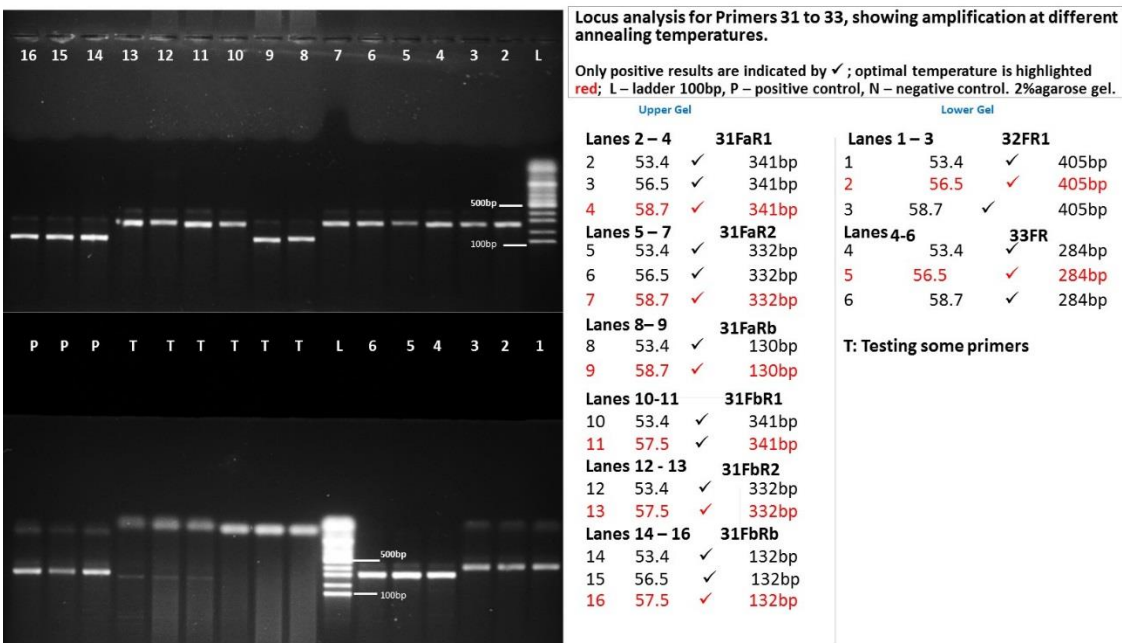 16 15 14 13 12 11 10 9 8 7 6 5 4 3 2 L
500bp
100bp
P P P T T T T T T L 6 5 4 3 2 1
500bp
100bp
Locus analysis for Primers 31 to 33, showing amplification at different
annealing temperatures.
Only positive results are indicated by ✓ ; optimal temperature is highlighted
red; L – ladder 100bp, P – positive control, N – negative control. 2%agarose gel.
Upper Gel
Lanes 2 – 4 31FaR1
2 53.4 ✓ 341bp
3 56.5 ✓ 341bp
4 58.7 ✓ 341bp
Lanes 5 – 7 31FaR2
5 53.4 ✓ 332bp
6 56.5 ✓ 332bp
7 58.7 ✓ 332bp
Lanes 8– 9 31FaRb
8 53.4 ✓ 130bp
9 58.7 ✓ 130bp
Lanes 10-11 31FbR1
10 53.4 ✓ 341bp
11 57.5 ✓ 341bp
Lanes 12 - 13 31FbR2
12 53.4 ✓ 332bp
13 57.5 ✓ 332bp
Lanes 14 – 16 31FbRb
14 53.4 ✓ 132bp
15 56.5 ✓ 132bp
16 57.5 ✓ 132bp
Lower Gel
Lanes 1 – 3 32FR1
1 53.4 ✓ 405bp
2 56.5 ✓ 405bp
3 58.7 ✓ 405bp
Lanes 4-6 33FR
4 53.4 ✓ 284bp
5 56.5 ✓ 284bp
6 58.7 ✓ 284bp
T: Testing some primers